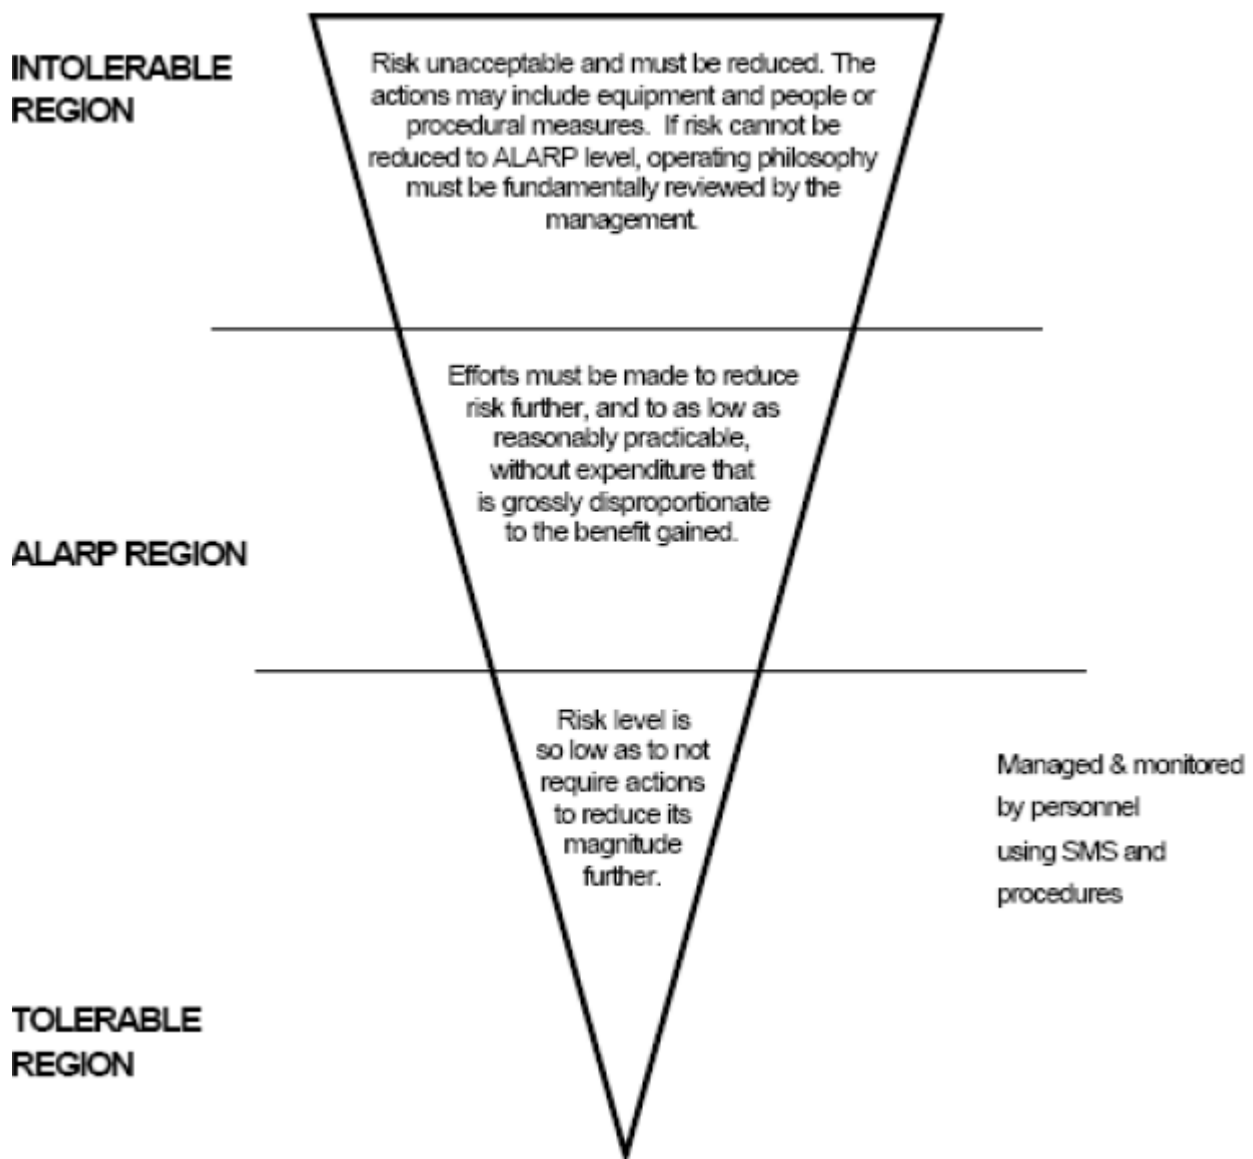 INTOLERABLE
REGION
Risk unacceptable and must be reduced. The
actions may include equipment and people or
procedural measures. If risk cannot be
reduced to ALARP level, operating philosophy
must be fundamentally reviewed by the
management.
Efforts must be made to reduce
risk further, and to as low as
reasonably practicable,
without expenditure that
is grossly disproportionate
to the benefit gained.
ALARP REGION
Risk level is
so low as to not
require actions
to reduce its
magnitude
further.
Managed & monitored
by personnel
using SMS and
procedures
TOLERABLE
REGION